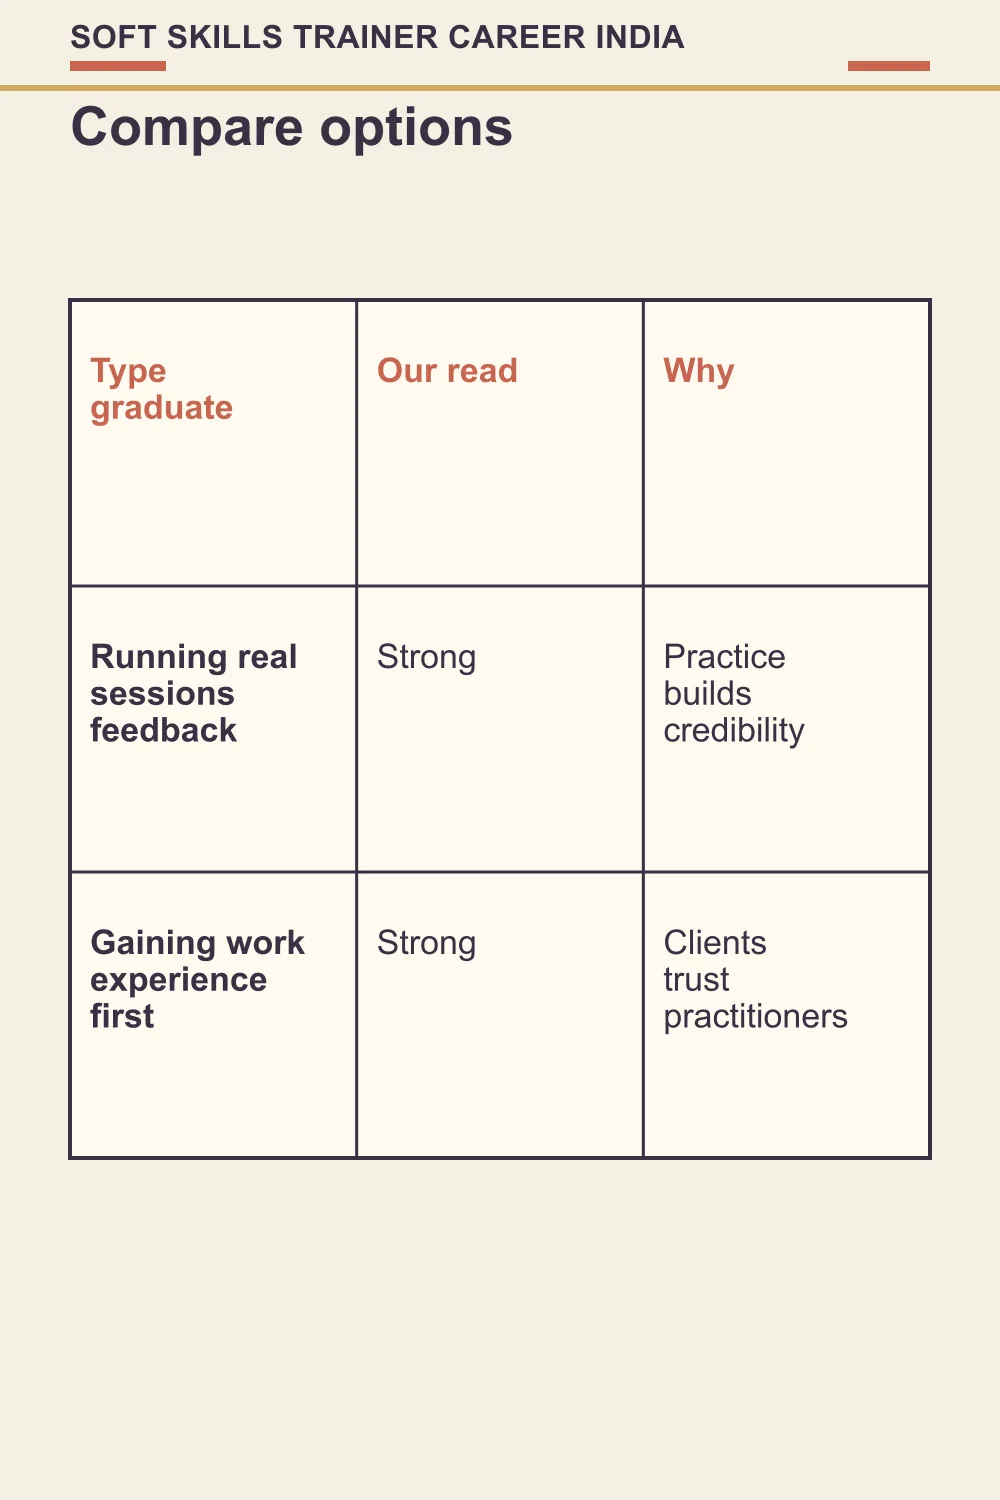 SOFT SKILLS TRAINER CAREER INDIA
Compare options
Type
graduate
Our read
Why
Running real
sessions
feedback
Strong
Practice
builds
credibility
Gaining work
experience
first
Strong
Clients
trust
practitioners